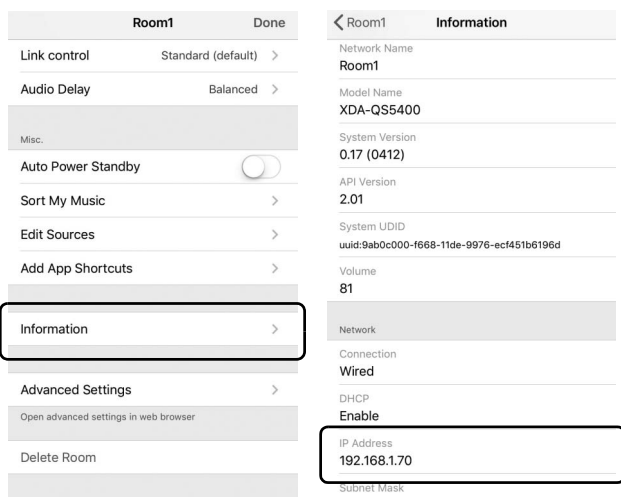 Room1 Done
Link control Standard (default)
Audio Delay Balanced
Misc.
Auto Power Standby
Sort My Music
Edit Sources
Add App Shortcuts
Information
Advanced Settings
Open advanced settings in web browser
Delete Room
Room1 Information
Network Name
Room1
Model Name
XDA-QS5400
System Version
0.17 (0412)
API Version
2.01
System UDID
uuid:9ab0c000-f668-11de-9976-ecf451b6196d
Volume
81
Network
Connection
Wired
DHCP
Enable
IP Address
192.168.1.70
Subnet Mask